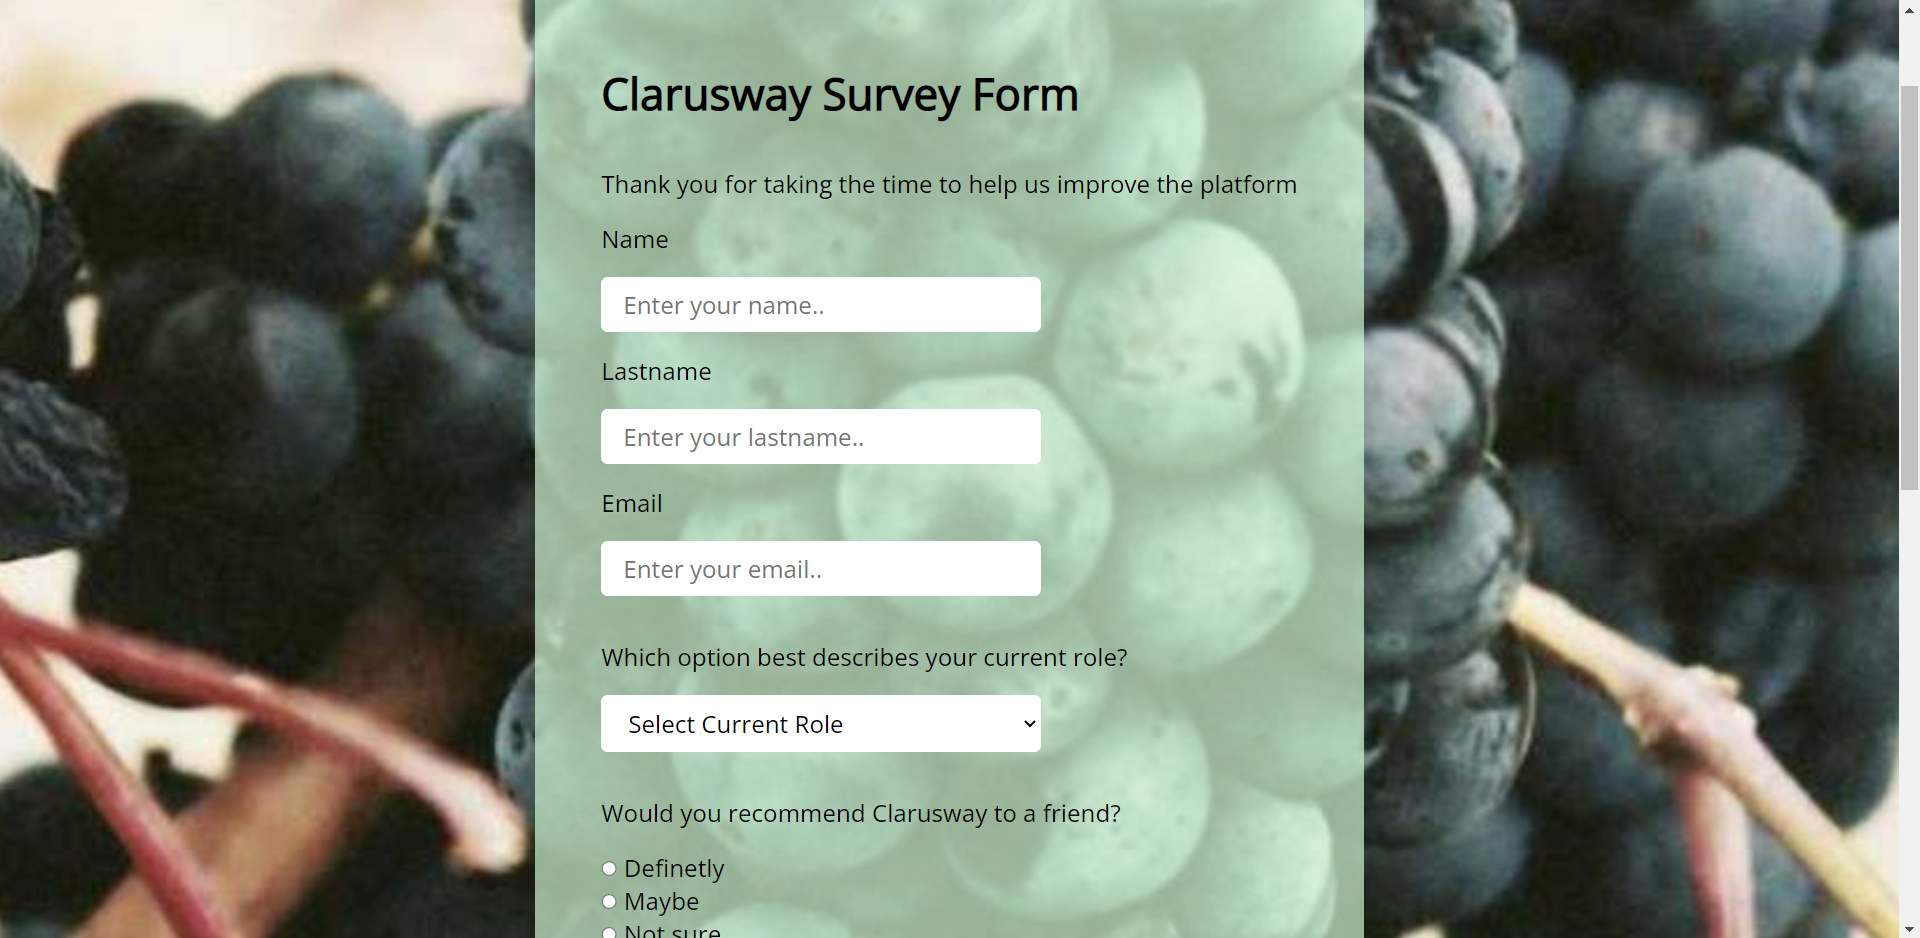 Clarusway Survey Form
Thank you for taking the time to help us improve the platform
Name
Enter your name..
Lastname
Enter your lastname..
Email
Enter your email..
Which option best describes your current role?
Select Current Role
Would you recommend Clarusway to a friend?
Definetly
Maybe
Not sure